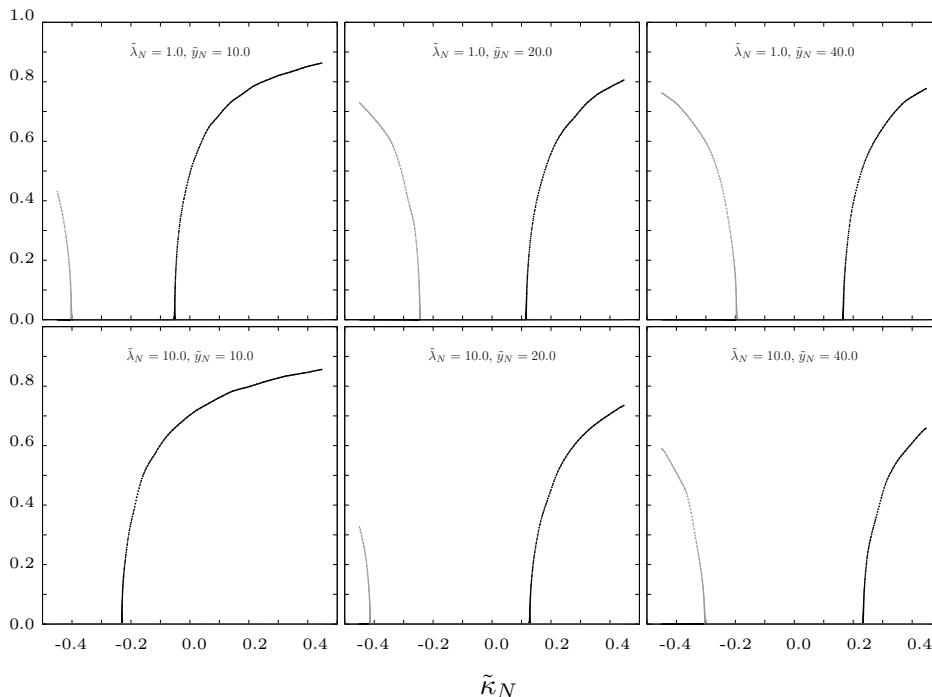 1.0
λ̃_N = 1.0, ỹ_N = 10.0
λ̃_N = 1.0, ỹ_N = 20.0
λ̃_N = 1.0, ỹ_N = 40.0
0.8
0.6
0.4
0.2
0.0
λ̃_N = 10.0, ỹ_N = 10.0
λ̃_N = 10.0, ỹ_N = 20.0
λ̃_N = 10.0, ỹ_N = 40.0
0.8
0.6
0.4
0.2
0.0
-0.4 -0.2 0.0 0.2 0.4 -0.4 -0.2 0.0 0.2 0.4 -0.4 -0.2 0.0 0.2 0.4
κ̃_N